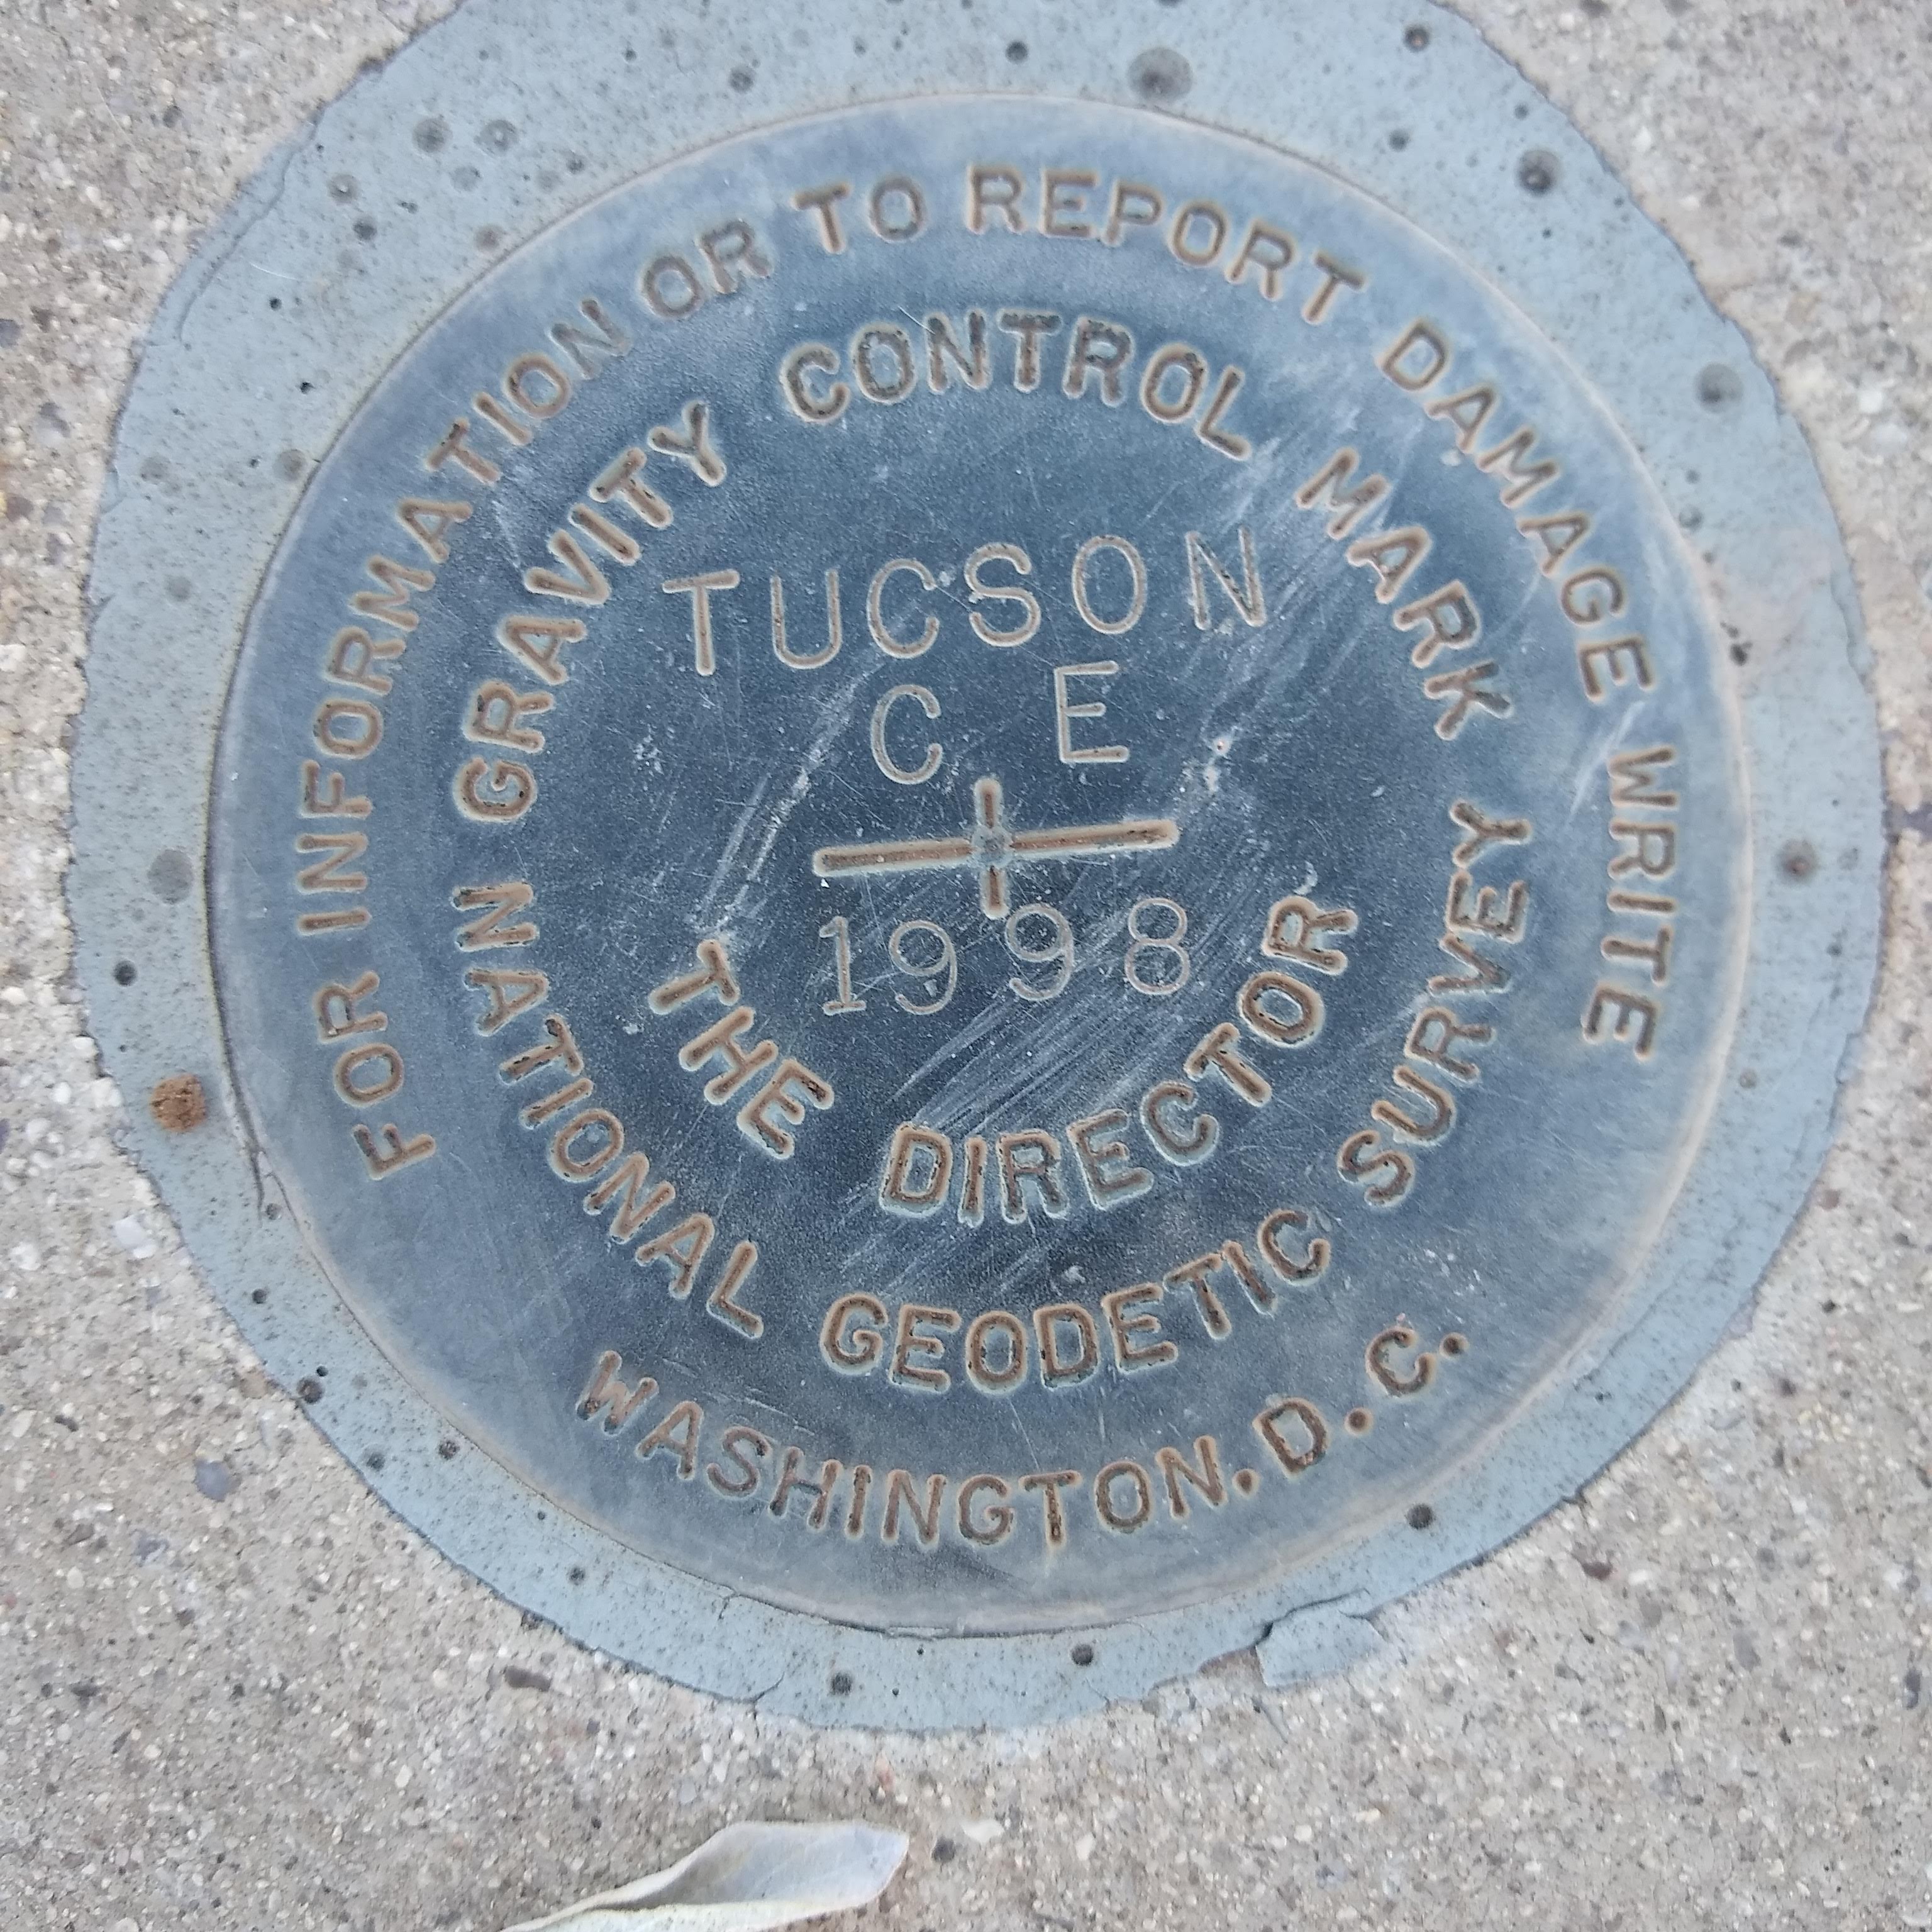 FOR INFORMATION OR TO REPORT DAMAGE WRITE
GRAVITY CONTROL MARK
TUCSON
C E
1998
THE DIRECTOR
NATIONAL GEODETIC SURVEY
WASHINGTON, D. C.